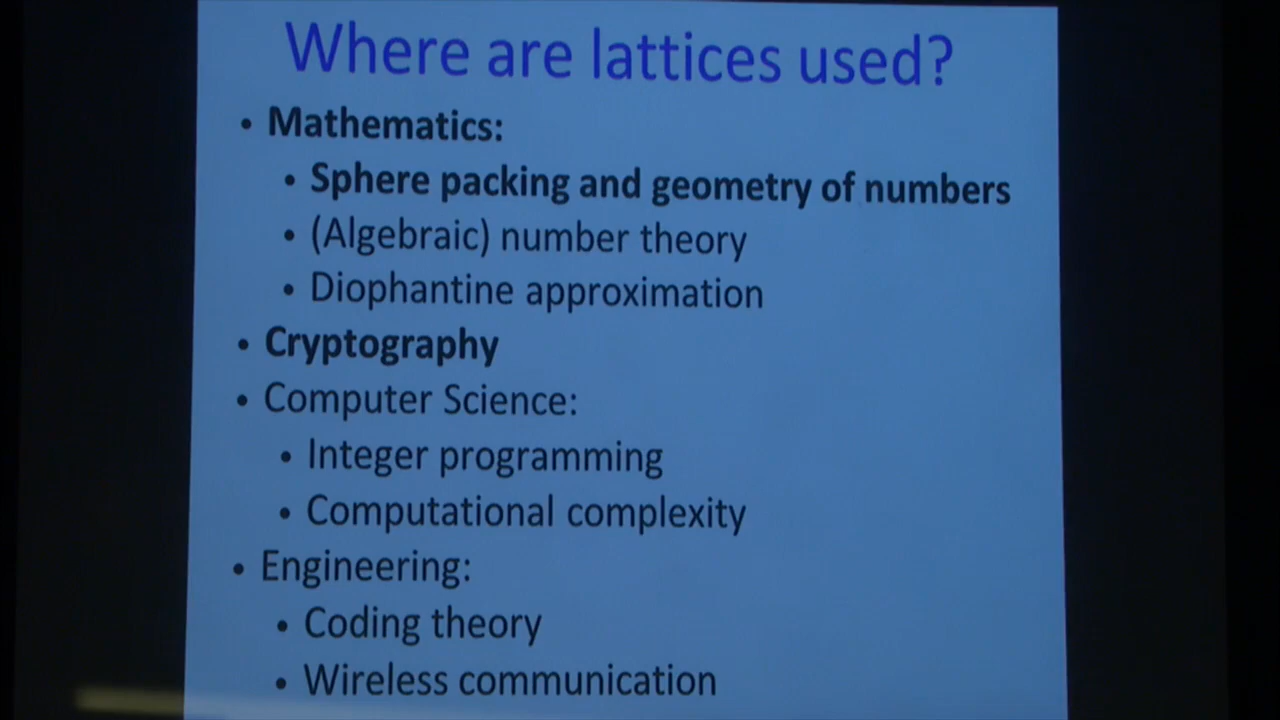 Where are lattices used?
• Mathematics:
• Sphere packing and geometry of numbers
• (Algebraic) number theory
• Diophantine approximation
• Cryptography
• Computer Science:
• Integer programming
• Computational complexity
• Engineering:
• Coding theory
• Wireless communication